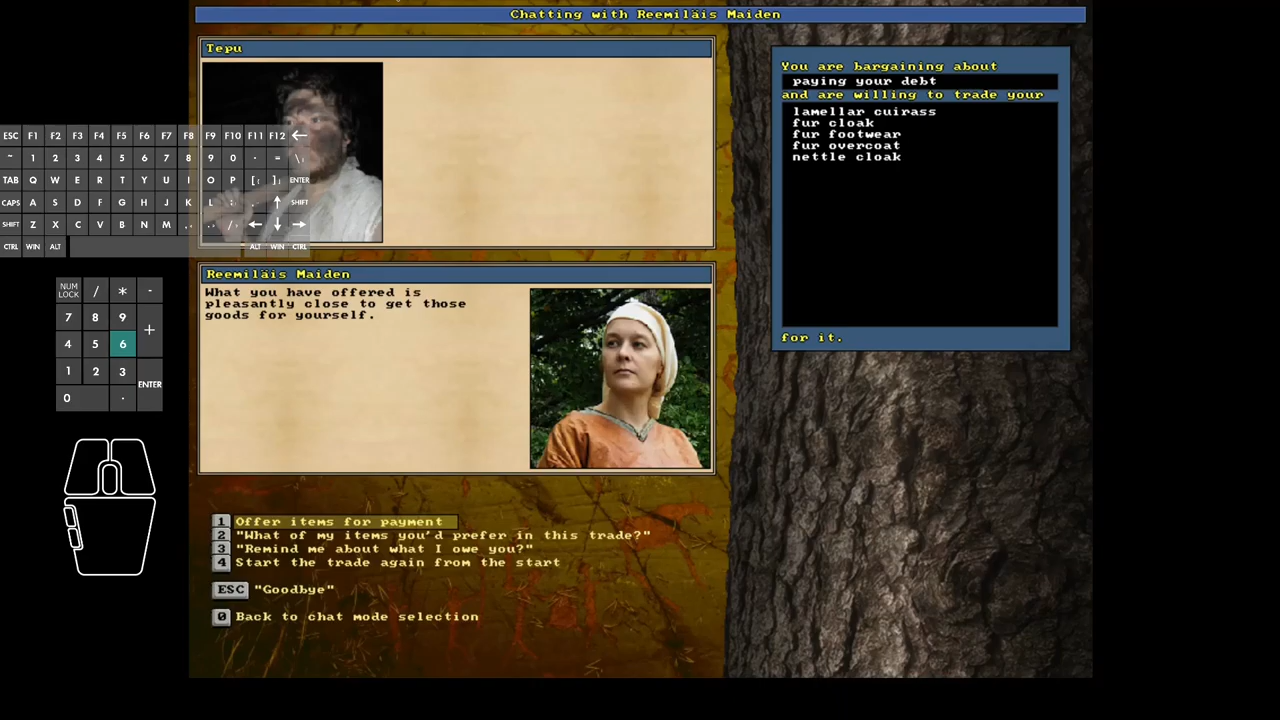 Chatting with Reemiläis Maiden
Tepu
You are bargaining about
paying your debt
and are willing to trade your
lamellar cuirass
fur cloak
fur footwear
fur overcoat
nettle cloak
for it.
ESC F1 F2 F3 F4 F5 F6 F7 F8 F9 F10 F11 F12 ←
~ 1 2 3 4 5 6 7 8 9 0 - = \
TAB Q W E R T Y U I O P [ ] ENTER
CAPS A S D F G H J K L ↑ SHIFT
SHIFT Z X C V B N M , . / ← ↓ →
CTRL WIN ALT ALT WIN CTRL
NUM LOCK / * -
7 8 9 +
4 5 6
1 2 3 ENTER
0 .
Reemiläis Maiden
What you have offered is
pleasantly close to get those
goods for yourself.
1 Offer items for payment
2 "What of my items you'd prefer in this trade?"
3 "Remind me about what I owe you?"
4 Start the trade again from the start
ESC "Goodbye"
0 Back to chat mode selection